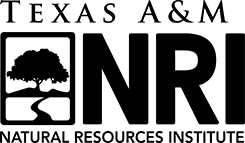 TEXAS A&M
NRI
NATURAL RESOURCES INSTITUTE